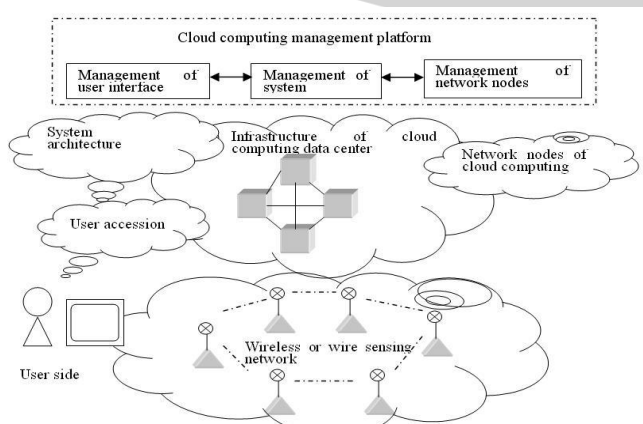 Cloud computing management platform
Management of
user interface
Management of
system
Management of
network nodes
System
architecture
Infrastructure of cloud
computing data center
Network nodes of
cloud computing
User accession
Wireless or wire sensing
network
User side